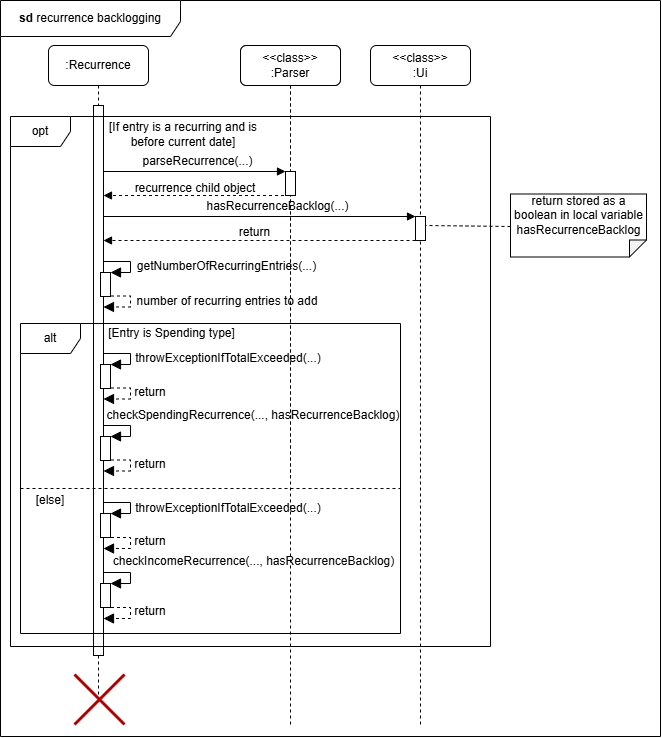 sd recurrence backlogging
:Recurrence
<<class>>
:Parser
<<class>>
:Ui
opt
[If entry is a recurring and is
before current date]
parseRecurrence(...)
recurrence child object
hasRecurrenceBacklog(...)
return
return stored as a
boolean in local variable
hasRecurrenceBacklog
getNumberOfRecurringEntries(...)
number of recurring entries to add
alt
[Entry is Spending type]
throwExceptionIfTotalExceeded(...)
return
checkSpendingRecurrence(..., hasRecurrenceBacklog)
return
[else]
throwExceptionIfTotalExceeded(...)
return
checkIncomeRecurrence(..., hasRecurrenceBacklog)
return